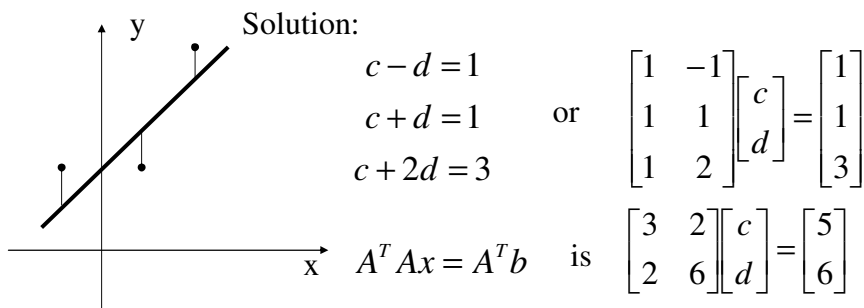 y
Solution:
c − d = 1
c + d = 1
c + 2d = 3
or
[1 −1; 1 1; 1 2] [c; d] = [1; 1; 3]
x
A^T Ax = A^T b is [3 2; 2 6] [c; d] = [5; 6]